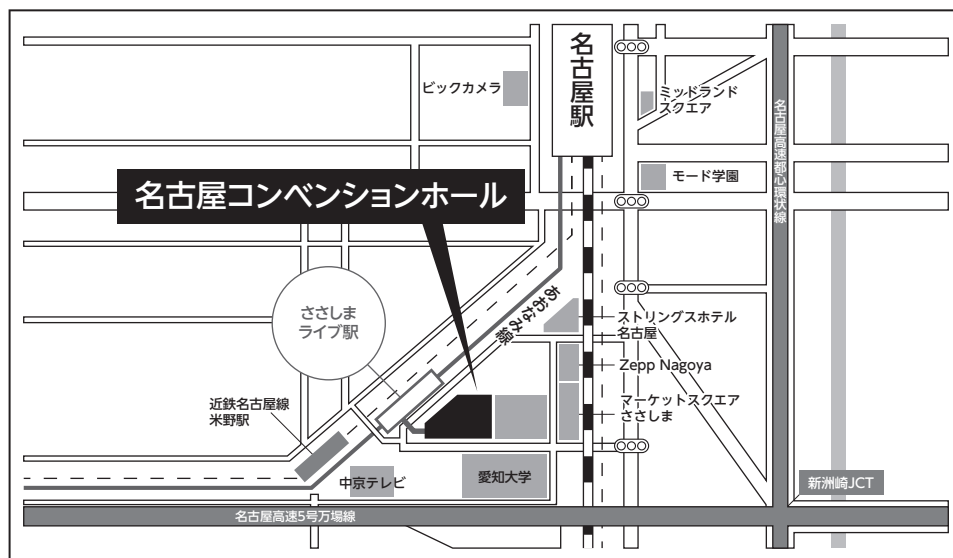 名古屋駅
ビックカメラ
ミッドランド
スクエア
名古屋高速都心環状線
モード学園
名古屋コンベンションホール
ささしま
ライブ駅
あおなみ線
ストリングスホテル
名古屋
Zepp Nagoya
マーケットスクエア
ささしま
近鉄名古屋線
米野駅
中京テレビ
愛知大学
新洲崎JCT
名古屋高速5号万場線